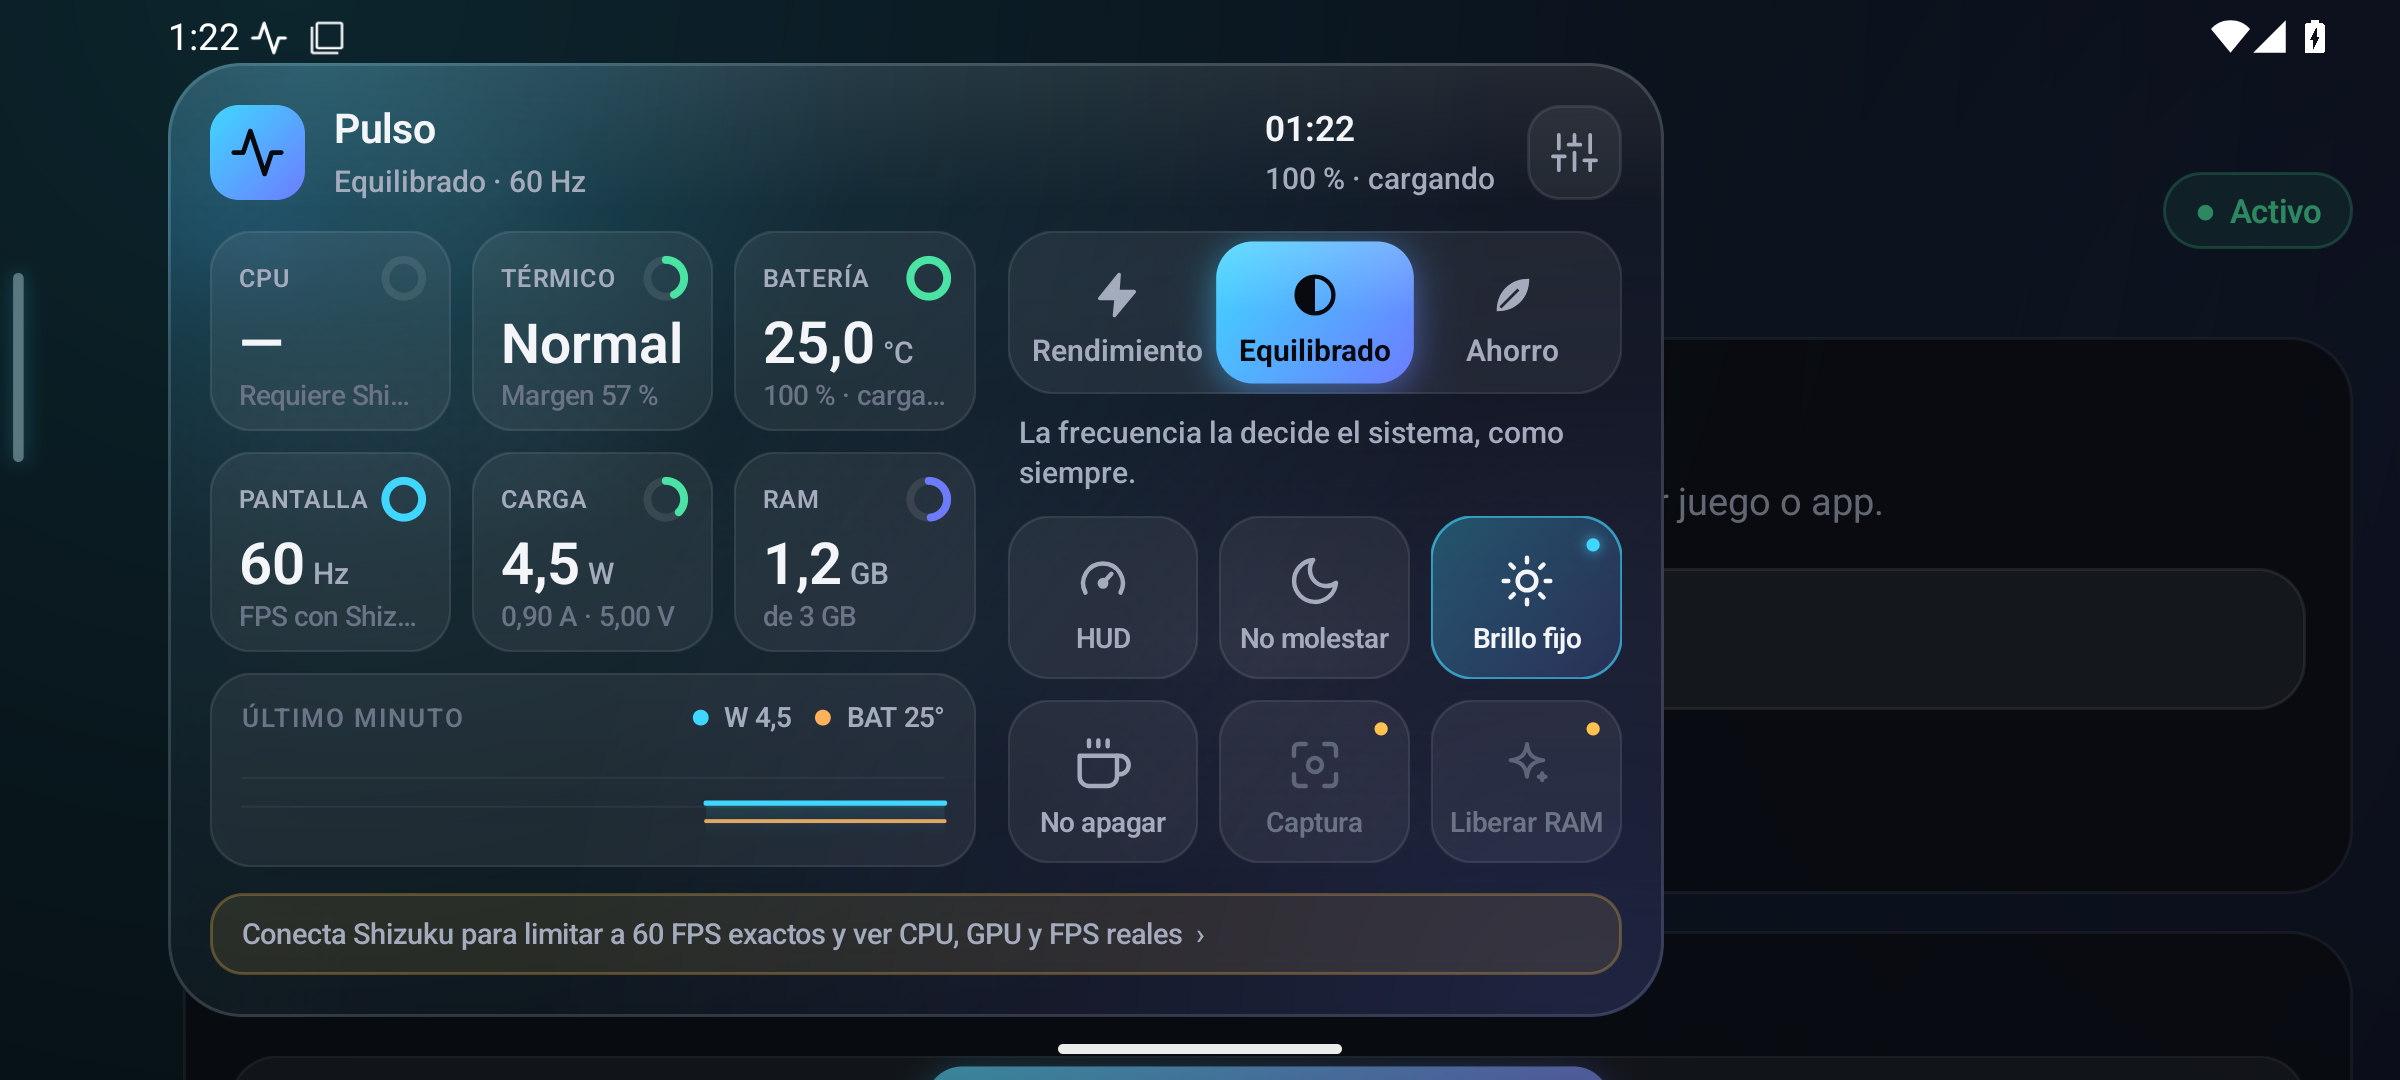 1:22
Pulso
Equilibrado · 60 Hz
01:22
100 % · cargando
Activo
CPU
—
Requiere Shi...
TÉRMICO
Normal
Margen 57 %
BATERÍA
25,0 °C
100 % · carga...
PANTALLA
60 Hz
FPS con Shiz...
CARGA
4,5 W
0,90 A · 5,00 V
RAM
1,2 GB
de 3 GB
ÚLTIMO MINUTO
W 4,5
BAT 25°
Rendimiento
Equilibrado
Ahorro
La frecuencia la decide el sistema, como
siempre.
HUD
No molestar
Brillo fijo
No apagar
Captura
Liberar RAM
juego o app.
Conecta Shizuku para limitar a 60 FPS exactos y ver CPU, GPU y FPS reales ›